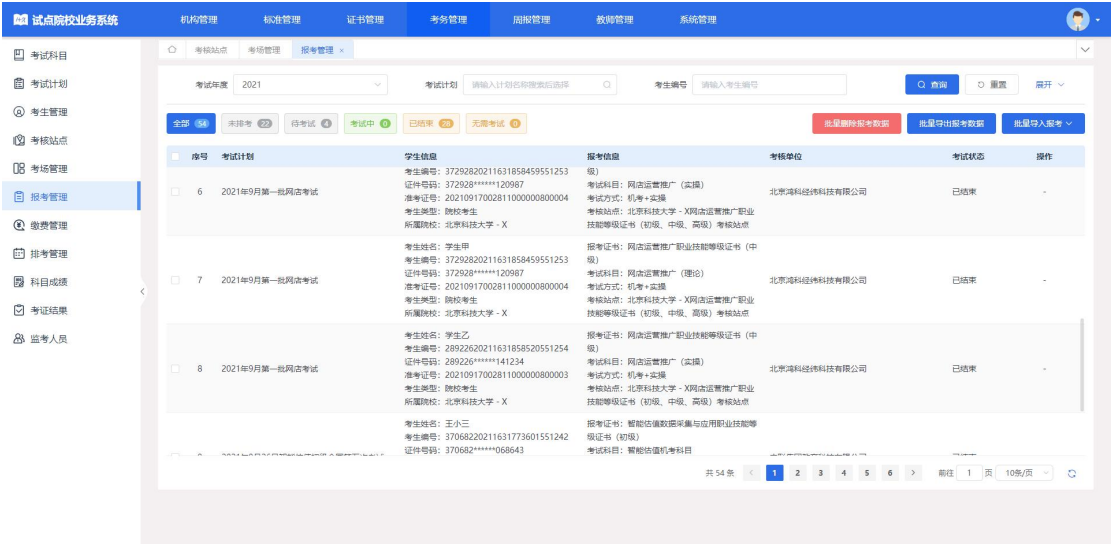 试点院校业务系统 机构管理 标准管理 证书管理 考务管理 周报管理 教师管理 系统管理
考核站点 考场管理 报考管理 ×
考试科目
考试计划
考生管理
考核站点
考场管理
报考管理
缴费管理
排考管理
科目成绩
考证结果
监考人员
考试年度 2021 考试计划 请输入计划名称搜索后选择 考生编号 请输入考生编号 查询 重置 展开
全部 54 未排考 22 待考试 4 考试中 0 已结束 28 无需考试 0 批量删除报考数据 批量导出报考数据 批量导入报考
序号 考试计划 学生信息 报考信息 考核单位 考试状态 操作
6 2021年9月第一批网店考试
考生编号：37292820211631858459551253
证件号码：372928******120987
准考证号：20210917002811000000800004
考生类型：院校考生
所属院校：北京科技大学 - X
级）
考试科目：网店运营推广（实操）
考试方式：机考+实操
考核站点：北京科技大学 - X网店运营推广职业
技能等级证书（初级、中级、高级）考核站点
北京鸿科经纬科技有限公司 已结束 -
7 2021年9月第一批网店考试
考生姓名：学生甲
考生编号：37292820211631858459551253
证件号码：372928******120987
准考证号：20210917002811000000800004
考生类型：院校考生
所属院校：北京科技大学 - X
报考证书：网店运营推广职业技能等级证书（中
级）
考试科目：网店运营推广（理论）
考试方式：机考+实操
考核站点：北京科技大学 - X网店运营推广职业
技能等级证书（初级、中级、高级）考核站点
北京鸿科经纬科技有限公司 已结束 -
8 2021年9月第一批网店考试
考生姓名：学生乙
考生编号：28922620211631858520551254
证件号码：289226******141234
准考证号：20210917002811000000800003
考生类型：院校考生
所属院校：北京科技大学 - X
报考证书：网店运营推广职业技能等级证书（中
级）
考试科目：网店运营推广（实操）
考试方式：机考+实操
考核站点：北京科技大学 - X网店运营推广职业
技能等级证书（初级、中级、高级）考核站点
北京鸿科经纬科技有限公司 已结束 -
考生姓名：王小三
考生编号：37068220211631773601551242
证件号码：370682******068643
报考证书：智能估值数据采集与应用职业技能等
级证书（初级）
考试科目：智能估值机考科目
共 54 条 1 2 3 4 5 6 前往 1 页 10条/页